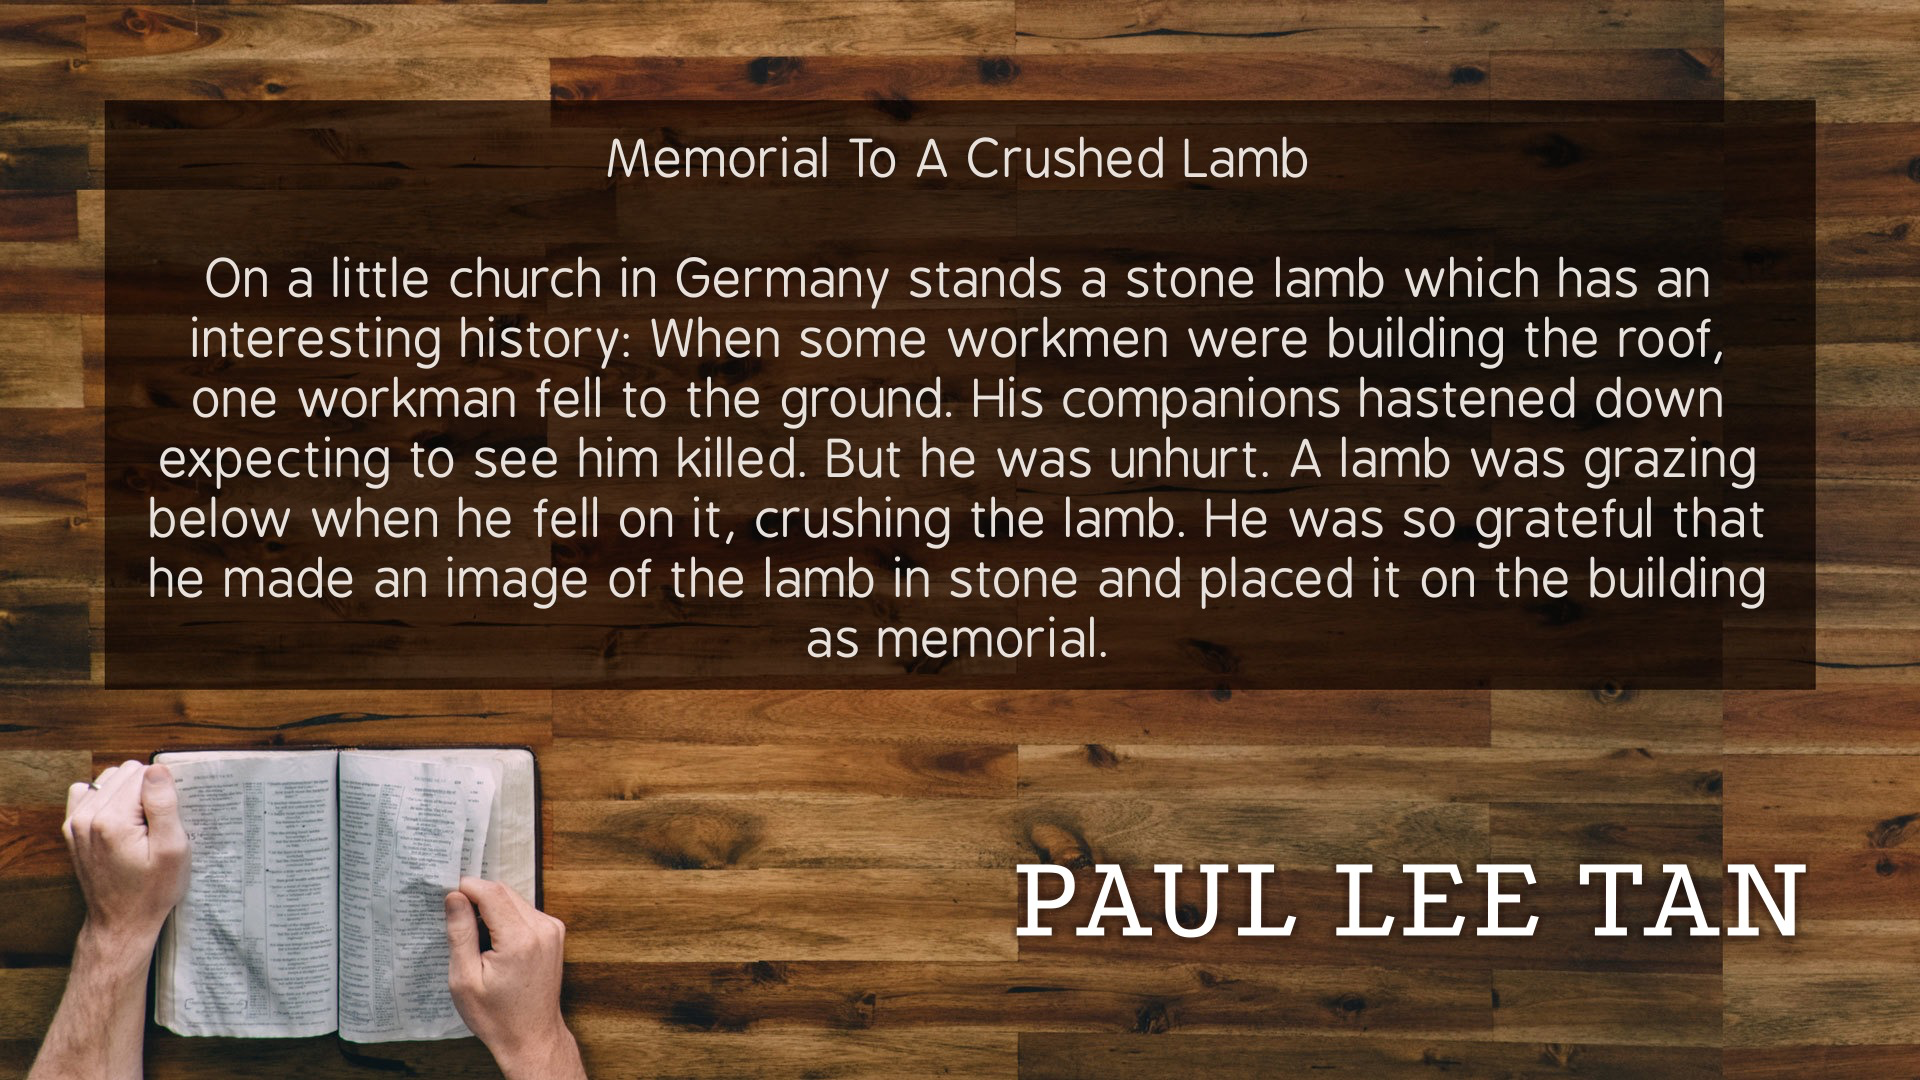 Memorial To A Crushed Lamb
On a little church in Germany stands a stone lamb which has an
interesting history: When some workmen were building the roof,
one workman fell to the ground. His companions hastened down
expecting to see him killed. But he was unhurt. A lamb was grazing
below when he fell on it, crushing the lamb. He was so grateful that
he made an image of the lamb in stone and placed it on the building
as memorial.
PAUL LEE TAN